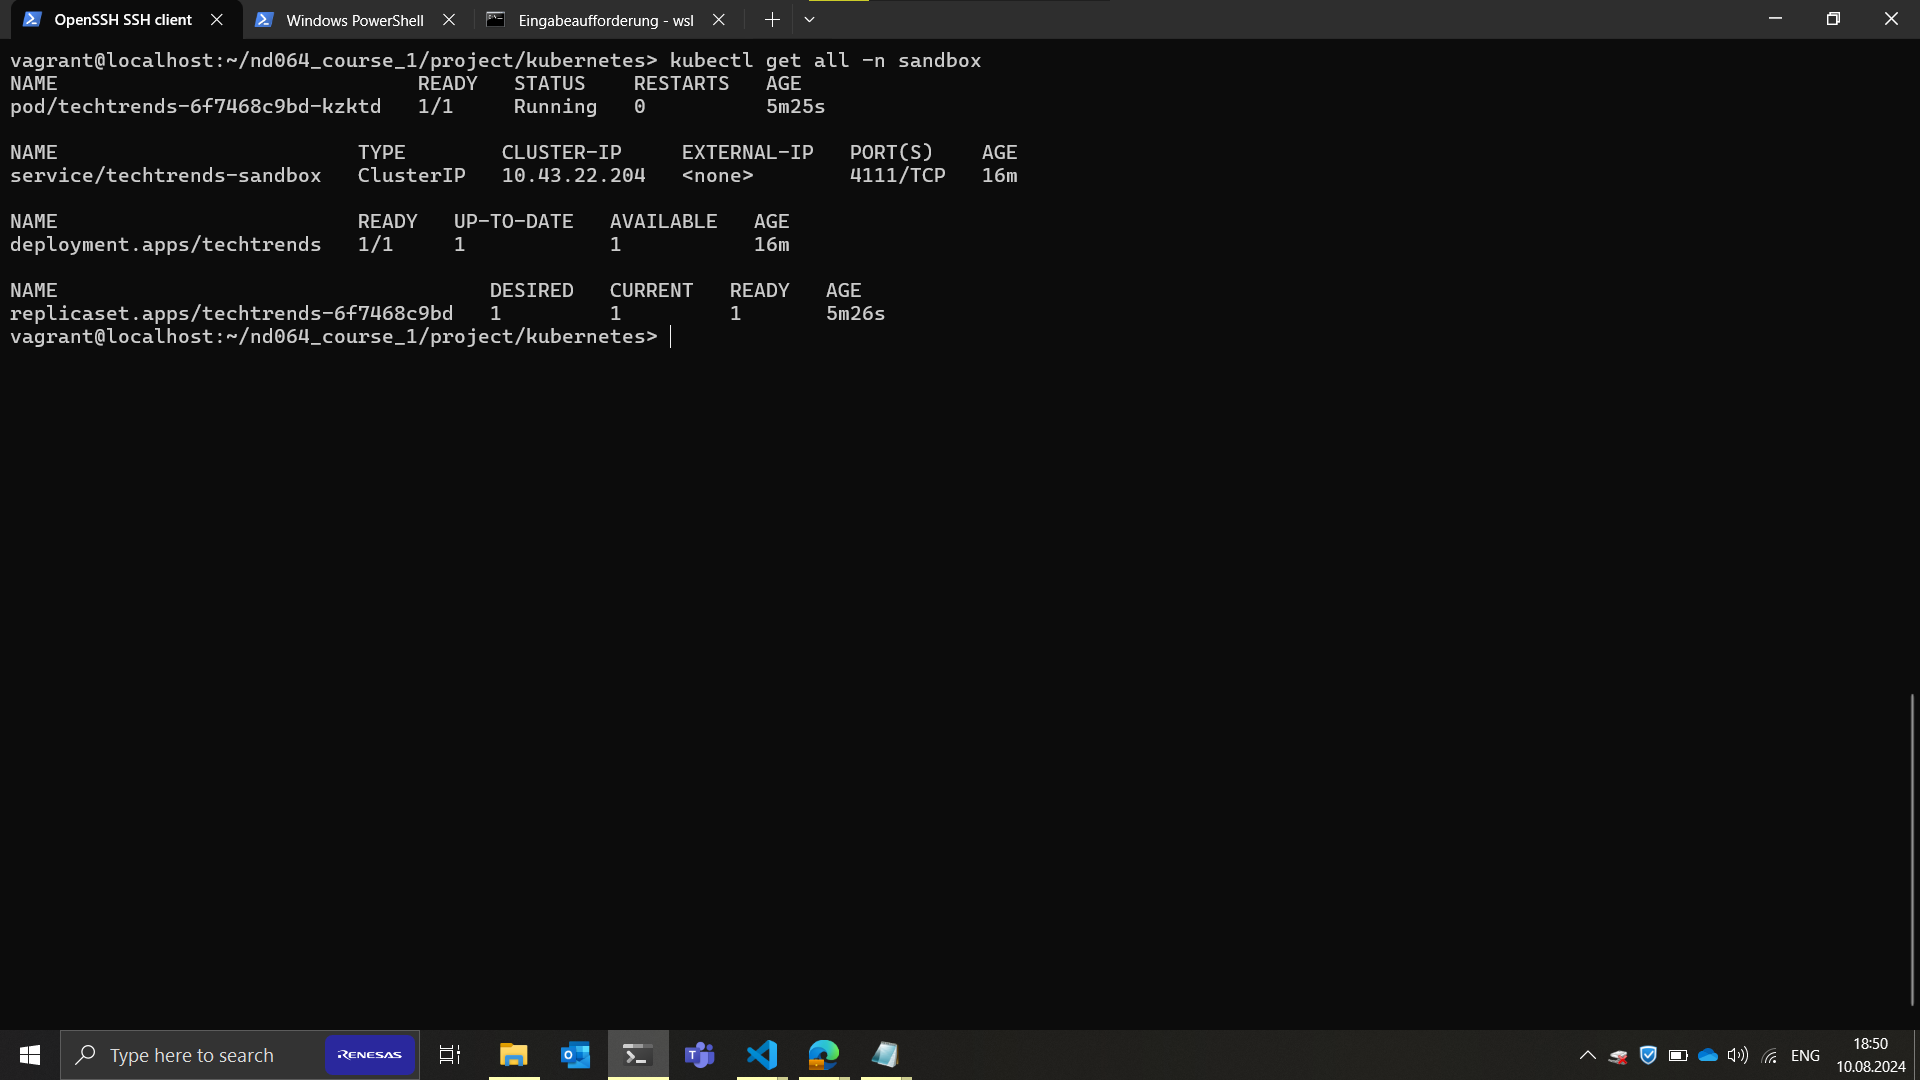 OpenSSH SSH client
Windows PowerShell
Eingabeaufforderung - wsl
vagrant@localhost:~/nd064_course_1/project/kubernetes> kubectl get all -n sandbox
NAME READY STATUS RESTARTS AGE
pod/techtrends-6f7468c9bd-kzktd 1/1 Running 0 5m25s
NAME TYPE CLUSTER-IP EXTERNAL-IP PORT(S) AGE
service/techtrends-sandbox ClusterIP 10.43.22.204 <none> 4111/TCP 16m
NAME READY UP-TO-DATE AVAILABLE AGE
deployment.apps/techtrends 1/1 1 1 16m
NAME DESIRED CURRENT READY AGE
replicaset.apps/techtrends-6f7468c9bd 1 1 1 5m26s
vagrant@localhost:~/nd064_course_1/project/kubernetes>
Type here to search
RENESAS
ENG
18:50
10.08.2024